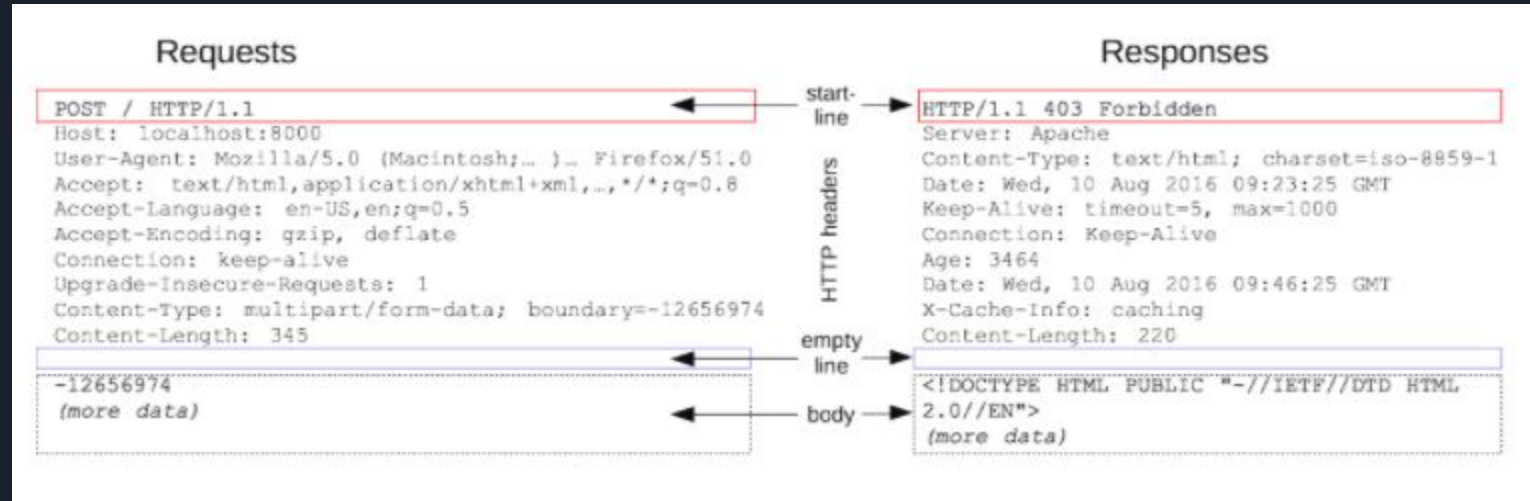 Requests
POST / HTTP/1.1
Host: localhost:8000
User-Agent: Mozilla/5.0 (Macintosh;… )… Firefox/51.0
Accept: text/html,application/xhtml+xml,…,*/*;q=0.8
Accept-Language: en-US,en;q=0.5
Accept-Encoding: gzip, deflate
Connection: keep-alive
Upgrade-Insecure-Requests: 1
Content-Type: multipart/form-data; boundary=-12656974
Content-Length: 345
-12656974
(more data)
start-
line
HTTP headers
empty
line
body
Responses
HTTP/1.1 403 Forbidden
Server: Apache
Content-Type: text/html; charset=iso-8859-1
Date: Wed, 10 Aug 2016 09:23:25 GMT
Keep-Alive: timeout=5, max=1000
Connection: Keep-Alive
Age: 3464
Date: Wed, 10 Aug 2016 09:46:25 GMT
X-Cache-Info: caching
Content-Length: 220
<!DOCTYPE HTML PUBLIC "-//IETF//DTD HTML
2.0//EN">
(more data)